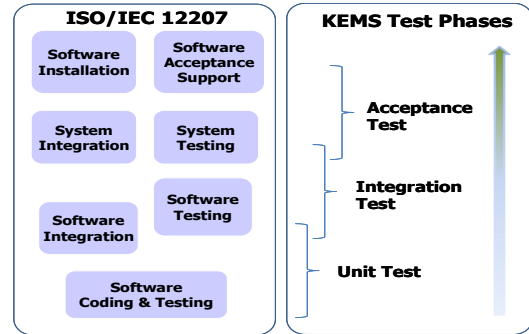 ISO/IEC 12207
Software
Installation
Software
Acceptance
Support
System
Integration
System
Testing
Software
Testing
Software
Integration
Software
Coding & Testing
KEMS Test Phases
Acceptance
Test
Integration
Test
Unit Test